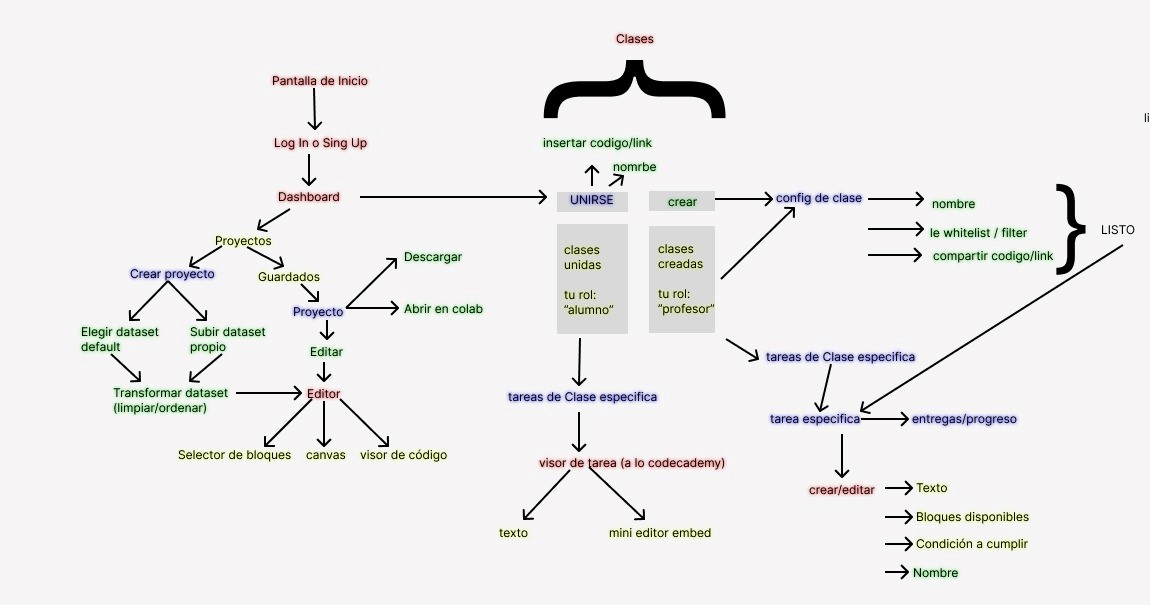 Clases
Pantalla de Inicio
li
Log In o Sing Up
insertar codigo/link
nomrbe
Dashboard
UNIRSE
crear
config de clase
nombre
le whitelist / filter
compartir codigo/link
LISTO
Proyectos
Crear proyecto
Guardados
Descargar
Proyecto
Abrir en colab
clases
unidas
tu rol:
"alumno"
clases
creadas
tu rol:
"profesor"
Elegir dataset
default
Subir dataset
propio
Editar
Transformar dataset
(limpiar/ordenar)
Editor
Selector de bloques
canvas
visor de código
tareas de Clase especifica
visor de tarea (a lo codecademy)
texto
mini editor embed
tareas de Clase especifica
tarea especifica
entregas/progreso
crear/editar
Texto
Bloques disponibles
Condición a cumplir
Nombre